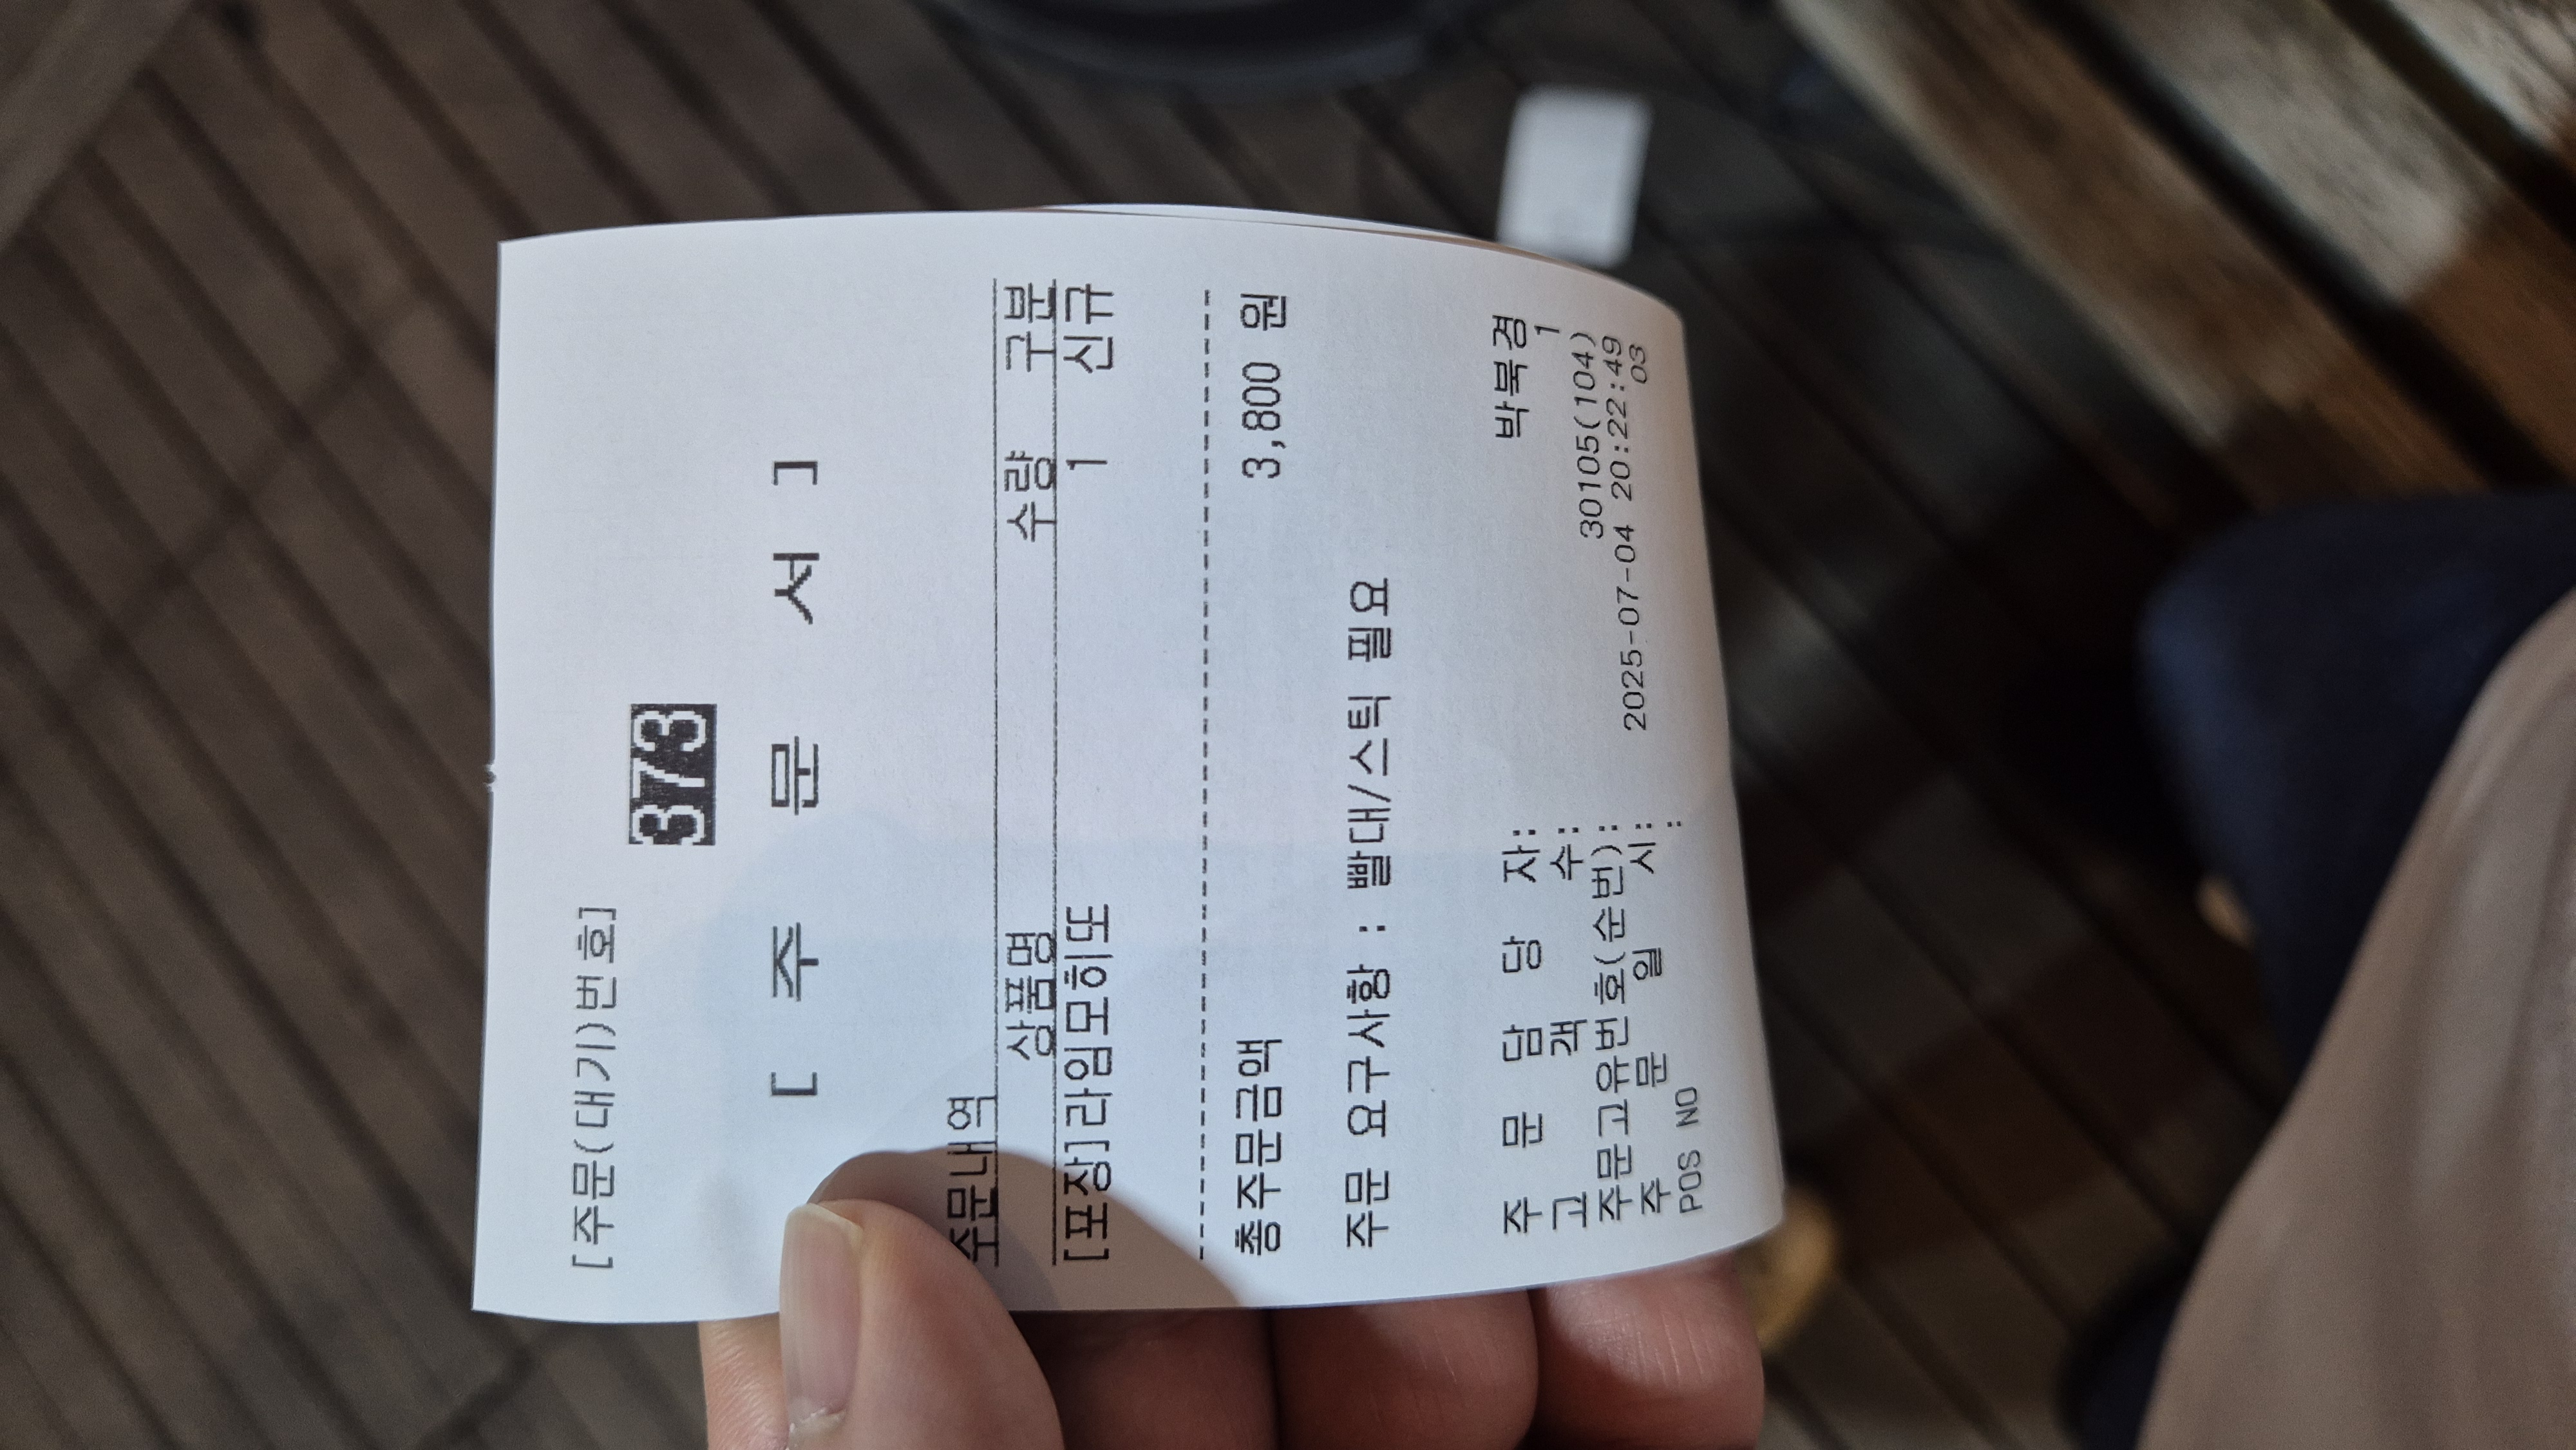 [주문(대기)번호]
373
[ 주 문 서 ]
주문내역
상품명 수량 구분
[포장]라임모히또 1 신규
총주문금액 3,800 원
주문 요구사항 : 빨대/스틱 필요
주 문 담 당 자: 박북경
고 객 수: 1
주문고유번호(순번): 30105(104)
주 문 일 시: 2025-07-04 20:22:49
POS NO : 03